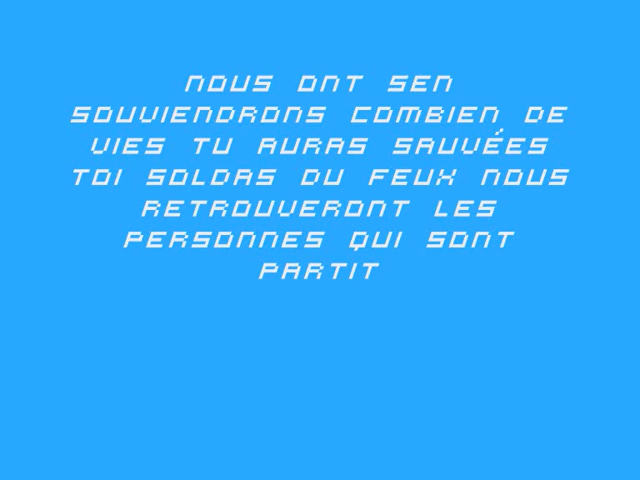 NOUS ONT SEN
SOUVIENDRONS COMBIEN DE
VIES TU AURAS SAUVÉES
TOI SOLDAS DU FEUX NOUS
RETROUVERONT LES
PERSONNES QUI SONT
PARTIT